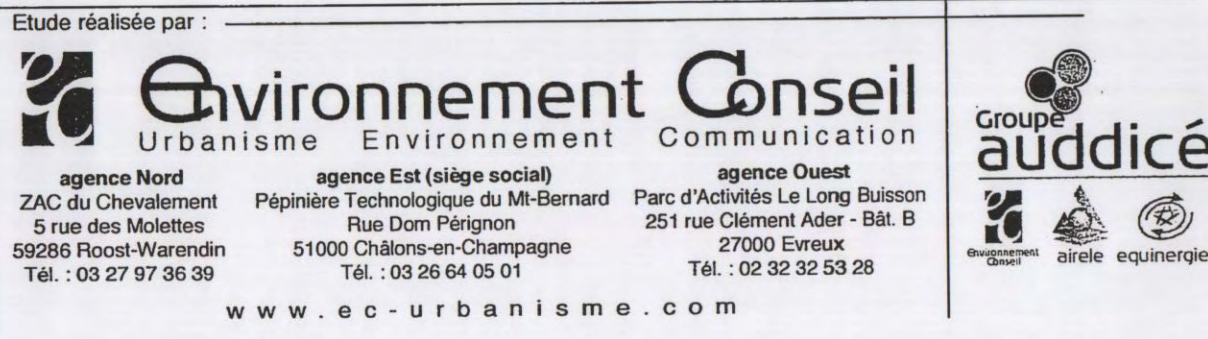 Etude réalisée par :
Environnement Conseil
Urbanisme Environnement Communication
agence Nord
ZAC du Chevalement
5 rue des Molettes
59286 Roost-Warendin
Tél. : 03 27 97 36 39
agence Est (siège social)
Pépinière Technologique du Mt-Bernard
Rue Dom Pérignon
51000 Châlons-en-Champagne
Tél. : 03 26 64 05 01
agence Ouest
Parc d'Activités Le Long Buisson
251 rue Clément Ader - Bât. B
27000 Evreux
Tél. : 02 32 32 53 28
www.ec-urbanisme.com
Groupe
auddicé
Environnement
Conseil
airele
equinergie